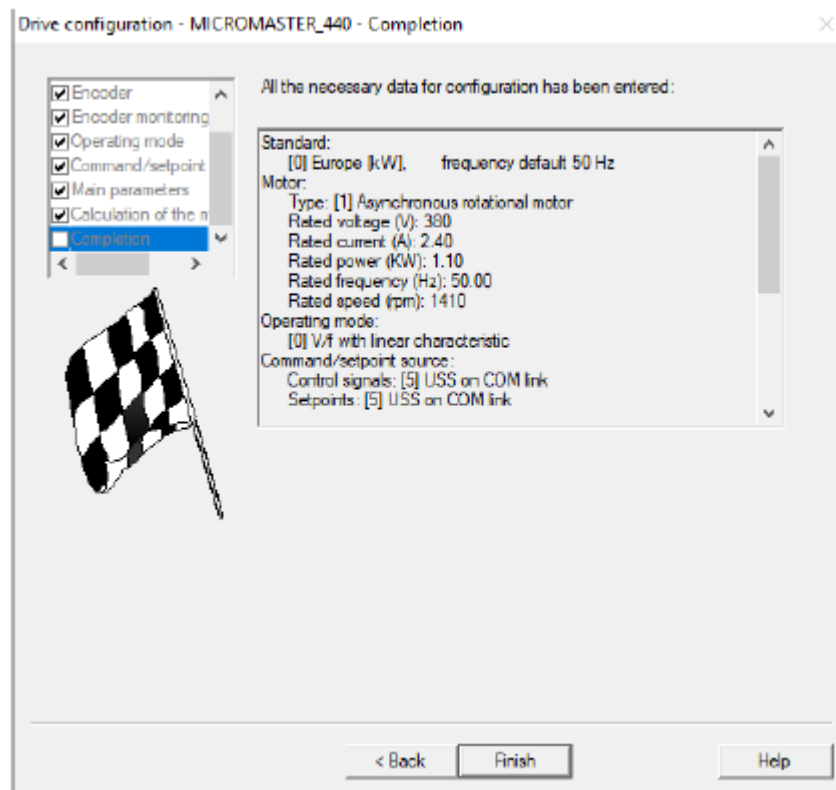 Drive configuration - MICROMASTER_440 - Completion
Encoder
Encoder monitoring
Operating mode
Command/setpoint
Main parameters
Calculation of the m
Completion
All the necessary data for configuration has been entered:
Standard:
[0] Europe [kW], frequency default 50 Hz
Motor:
Type: [1] Asynchronous rotational motor
Rated voltage (V): 380
Rated current (A): 2.40
Rated power (KW): 1.10
Rated frequency (Hz): 50.00
Rated speed (rpm): 1410
Operating mode:
[0] V/f with linear characteristic
Command/setpoint source:
Control signals: [5] USS on COM link
Setpoints: [5] USS on COM link
< Back
Finish
Help